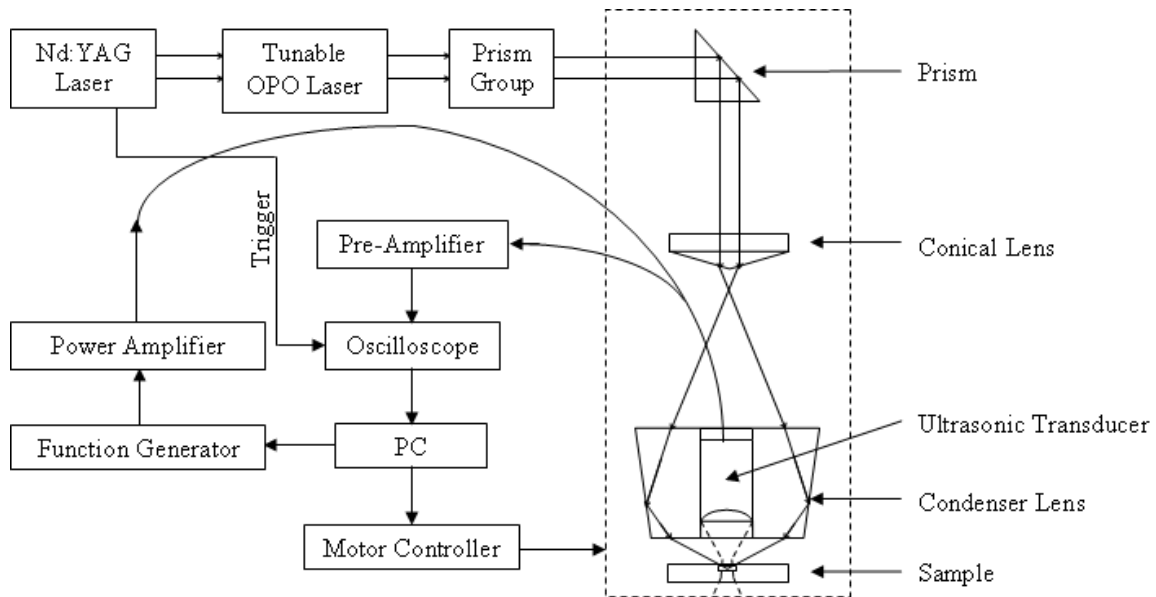 Nd:YAG
Laser
Tunable
OPO Laser
Prism
Group
Prism
Trigger
Pre-Amplifier
Conical Lens
Power Amplifier
Oscilloscope
Ultrasonic Transducer
Function Generator
PC
Condenser Lens
Motor Controller
Sample